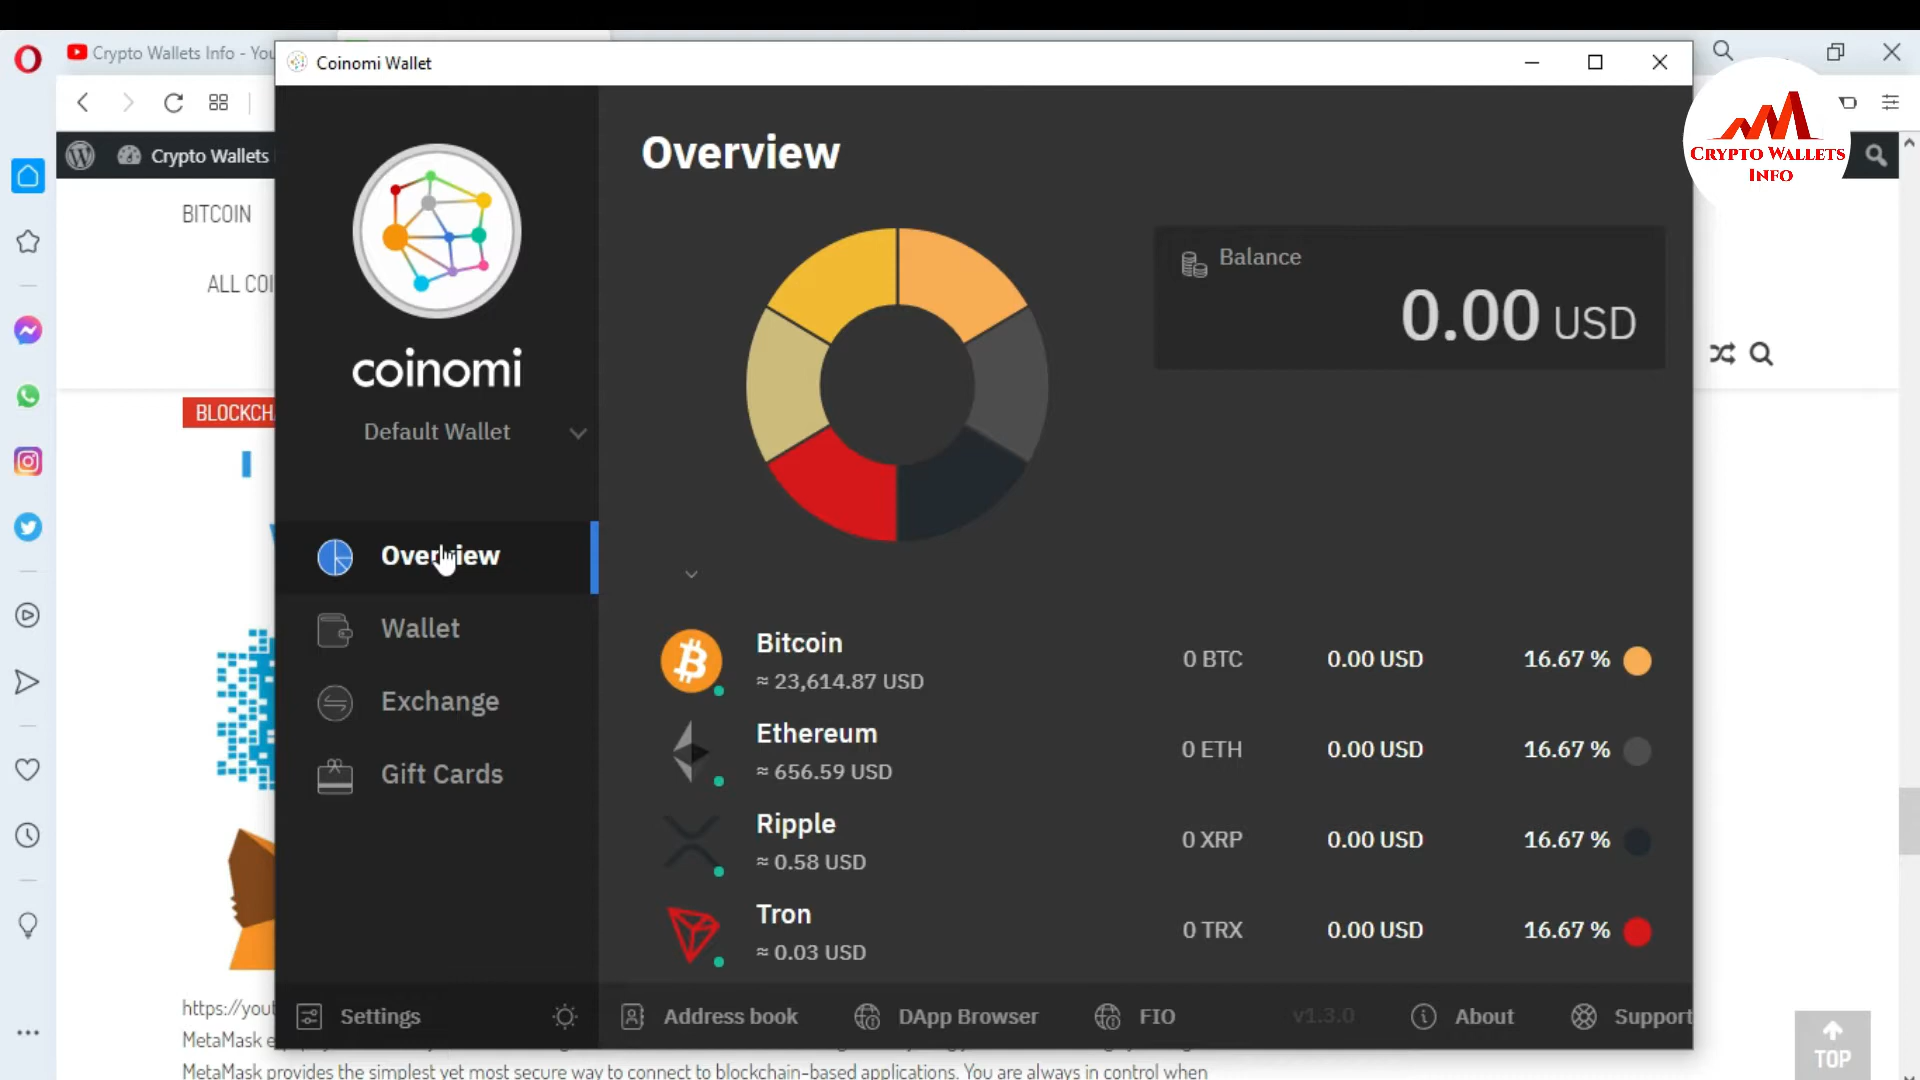 Crypto Wallets Info - You
Coinomi Wallet
Crypto Wallets
CRYPTO WALLETS
INFO
BITCOIN
ALL COI
BLOCKCH
coinomi
Default Wallet
Overview
Wallet
Exchange
Gift Cards
Settings
Overview
Balance
0.00 USD
Bitcoin
≈ 23,614.87 USD
0 BTC 0.00 USD 16.67 %
Ethereum
≈ 656.59 USD
0 ETH 0.00 USD 16.67 %
Ripple
≈ 0.58 USD
0 XRP 0.00 USD 16.67 %
Tron
≈ 0.03 USD
0 TRX 0.00 USD 16.67 %
Address book DApp Browser FIO v1.3.0 About Support
https://yout
MetaMask e
MetaMask provides the simplest yet most secure way to connect to blockchain-based applications. You are always in control when
TOP